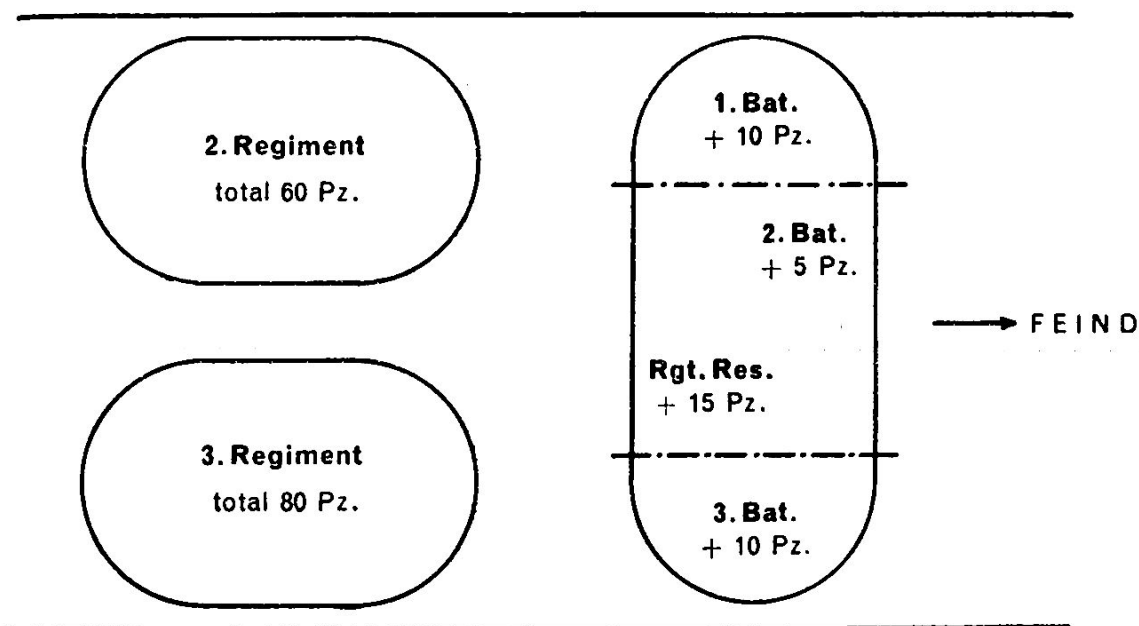 2. Regiment
total 60 Pz.
3. Regiment
total 80 Pz.
1. Bat.
+ 10 Pz.
2. Bat.
+ 5 Pz.
Rgt. Res.
+ 15 Pz.
3. Bat.
+ 10 Pz.
FEIND